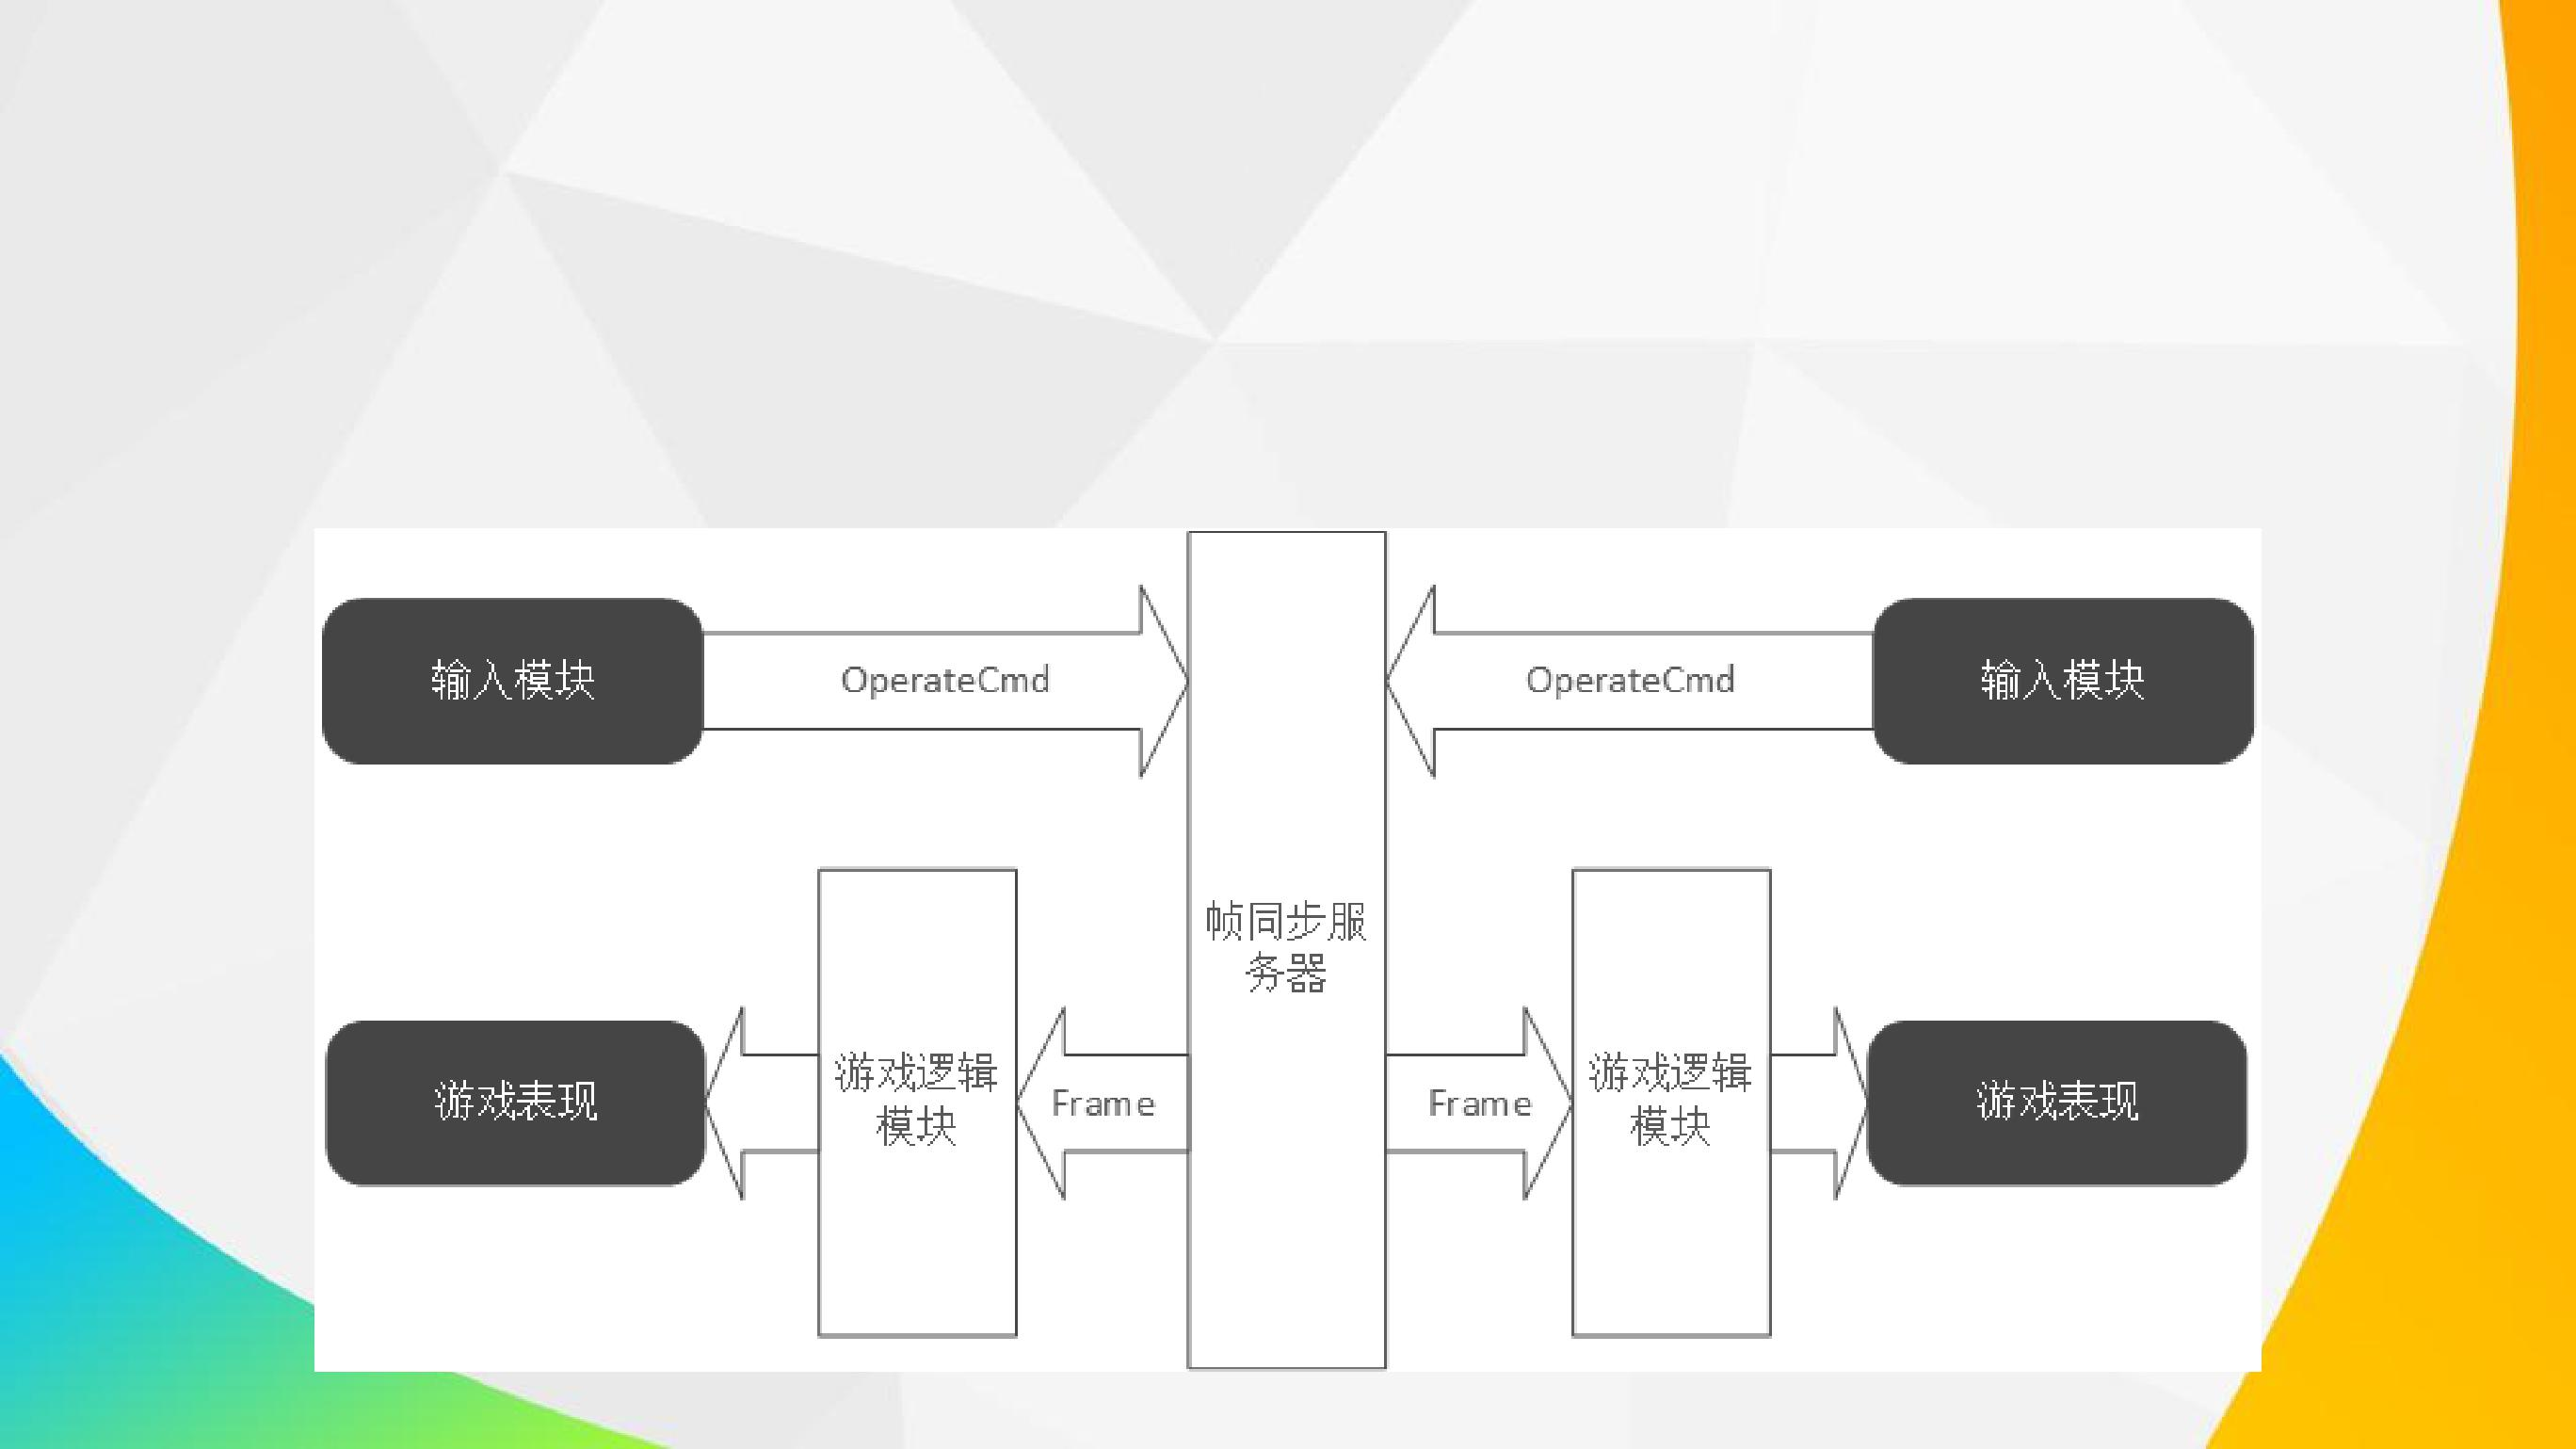 输入模块
OperateCmd
OperateCmd
输入模块
帧同步服
务器
游戏表现
游戏逻辑
模块
Frame
Frame
游戏逻辑
模块
游戏表现